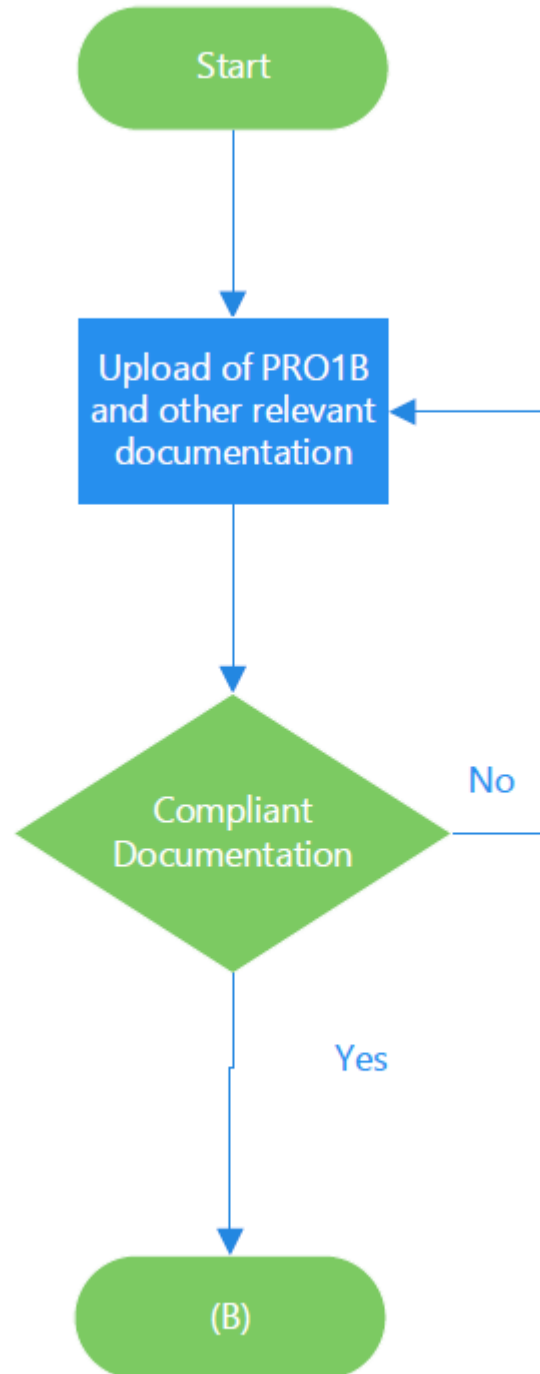 Start
Upload of PRO1B
and other relevant
documentation
Compliant
Documentation
No
Yes
(B)